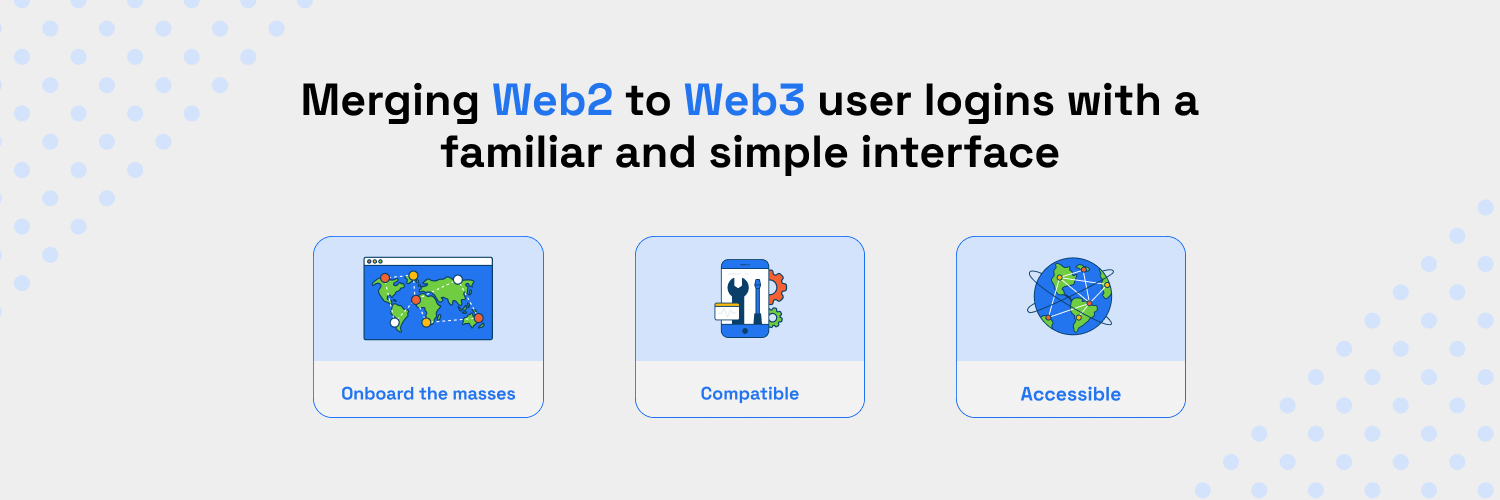 Merging Web2 to Web3 user logins with a
familiar and simple interface
Onboard the masses
Compatible
Accessible